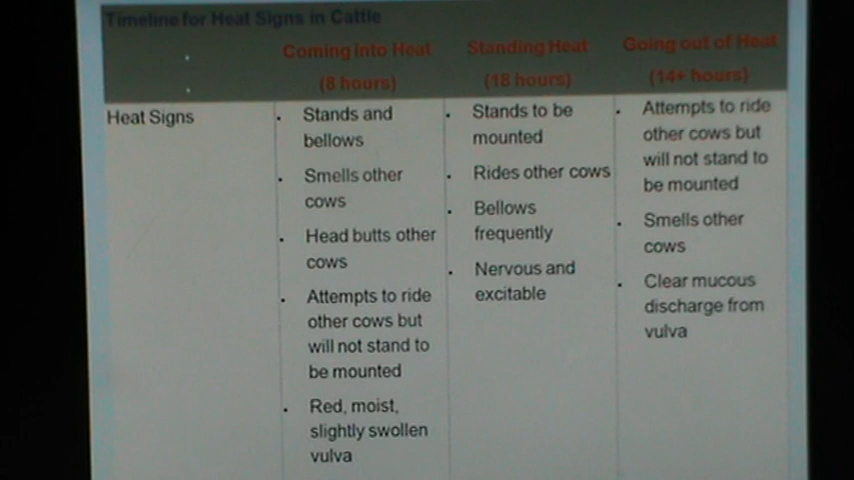 Timeline for Heat Signs in Cattle
Coming into Heat
(8 hours)
Standing Heat
(18 hours)
Going out of Heat
(14+ hours)
Heat Signs
• Stands and
bellows
• Smells other
cows
• Head butts other
cows
• Attempts to ride
other cows but
will not stand to
be mounted
• Red, moist,
slightly swollen
vulva
• Stands to be
mounted
• Rides other cows
• Bellows
frequently
• Nervous and
excitable
• Attempts to ride
other cows but
will not stand to
be mounted
• Smells other
cows
• Clear mucous
discharge from
vulva